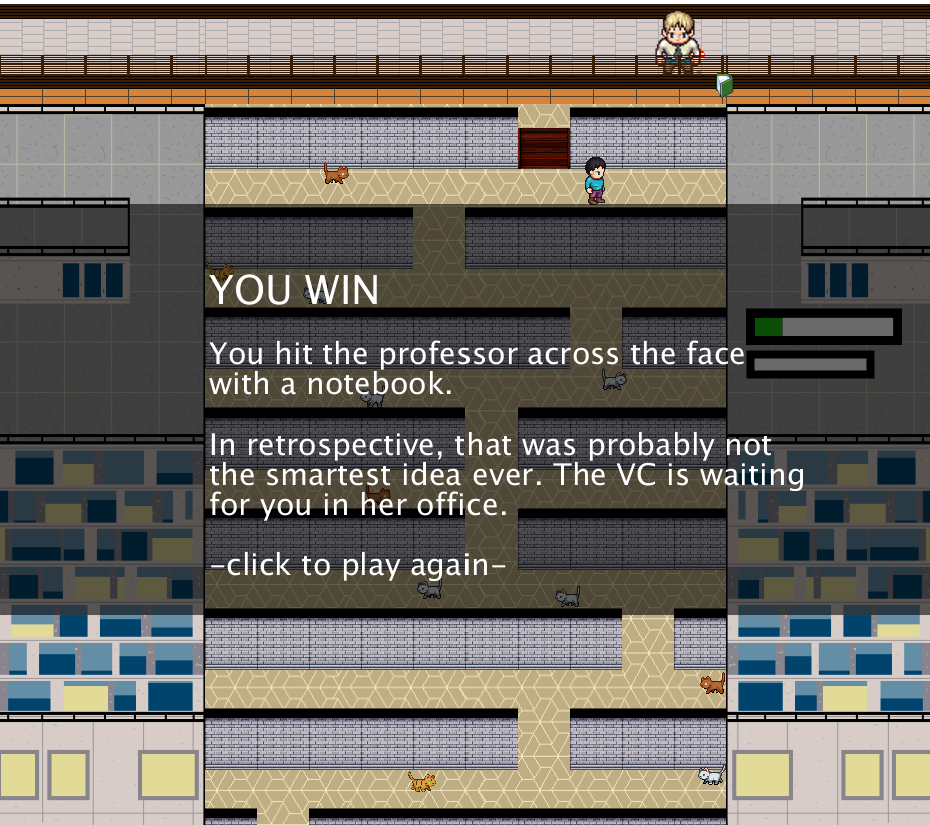 YOU WIN
You hit the professor across the face
with a notebook.
In retrospective, that was probably not
the smartest idea ever. The VC is waiting
for you in her office.
-click to play again-